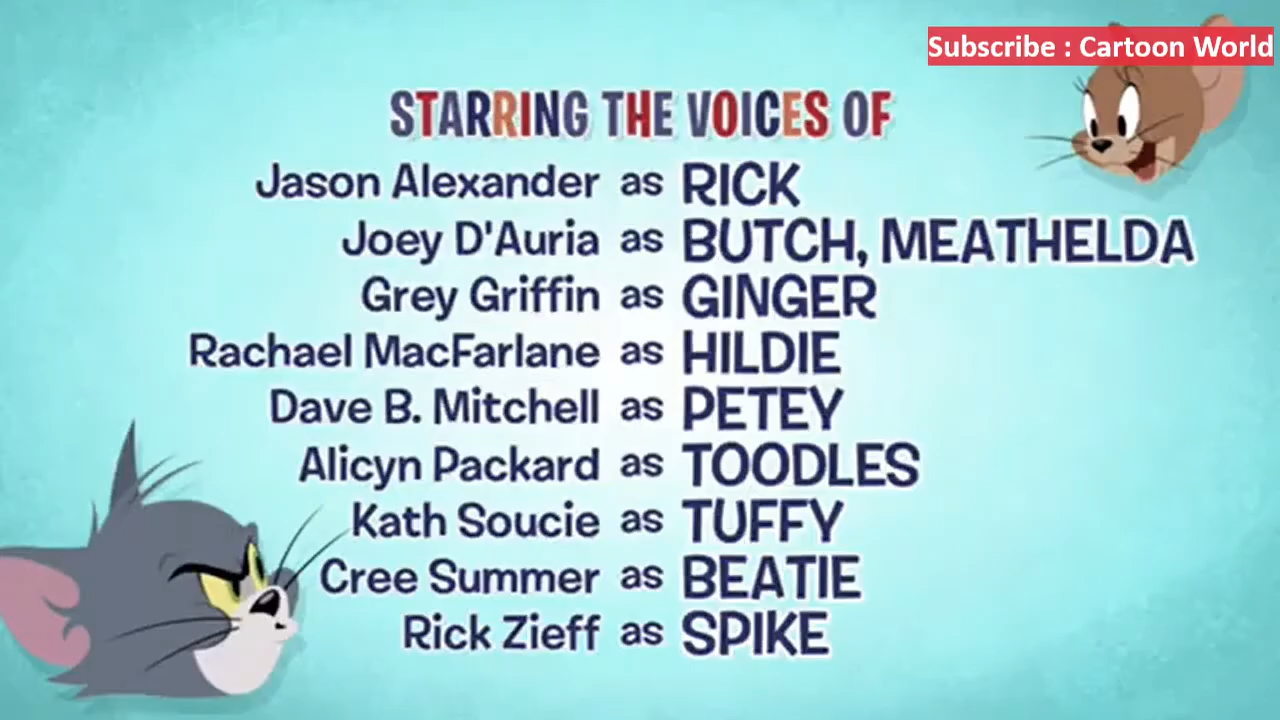 Subscribe : Cartoon World
STARRING THE VOICES OF
Jason Alexander as RICK
Joey D'Auria as BUTCH, MEATHELDA
Grey Griffin as GINGER
Rachael MacFarlane as HILDIE
Dave B. Mitchell as PETEY
Alicyn Packard as TOODLES
Kath Soucie as TUFFY
Cree Summer as BEATIE
Rick Zieff as SPIKE